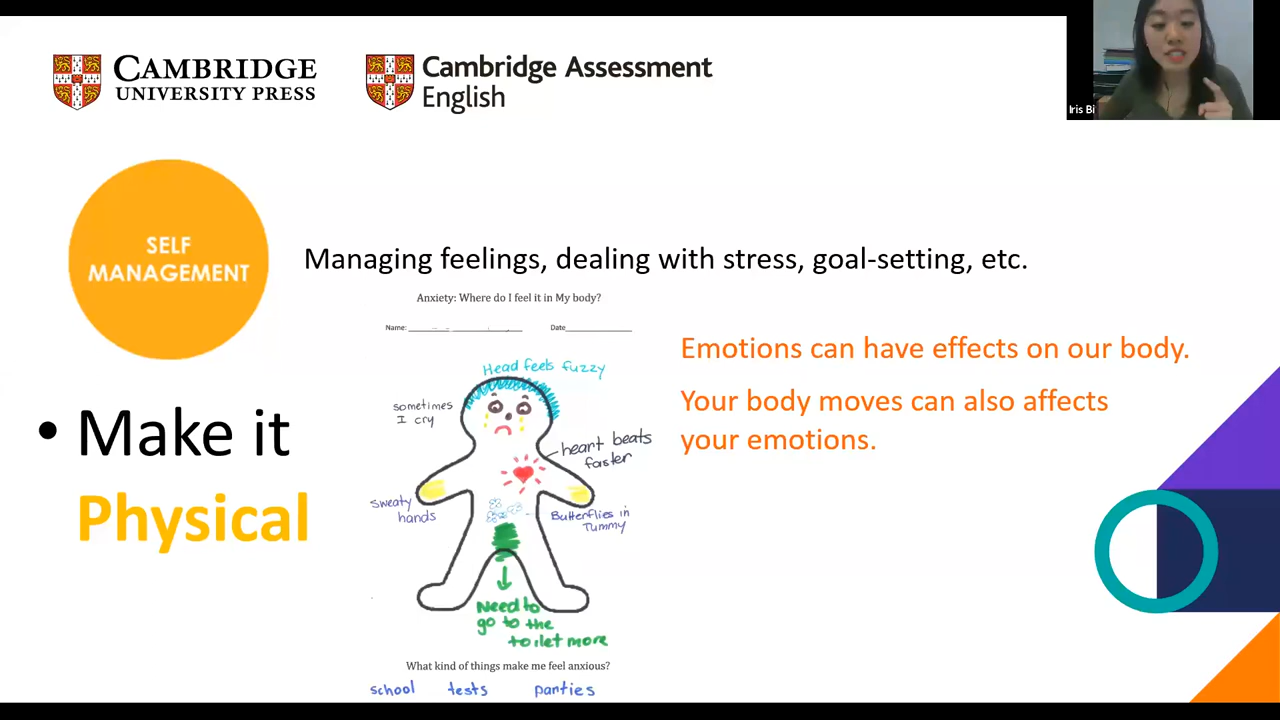 CAMBRIDGE
UNIVERSITY PRESS
Cambridge Assessment
English
Iris Bi
SELF
MANAGEMENT
Managing feelings, dealing with stress, goal-setting, etc.
Anxiety: Where do I feel it in My body?
Name:
Date
Emotions can have effects on our body.
Your body moves can also affects
your emotions.
• Make it
Physical
Head feels fuzzy
sometimes
I cry
heart beats
faster
sweaty
hands
Butterflies in
Tummy
Need to
go to the
toilet more
What kind of things make me feel anxious?
school tests parties